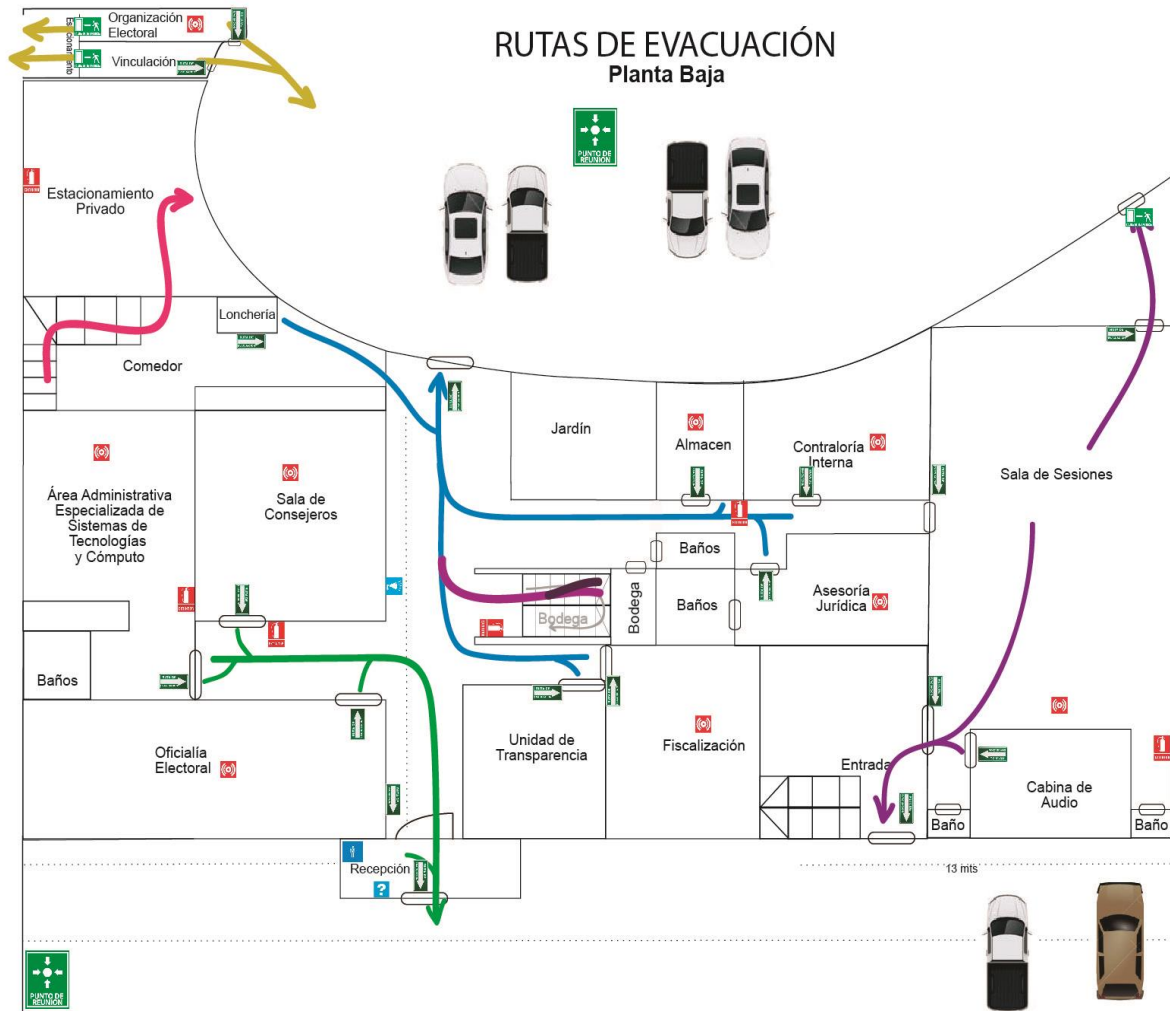 RUTAS DE EVACUACIÓN
Planta Baja
Organización
Electoral
Vinculación
Estacionamiento
PUNTO DE
REUNIÓN
Estacionamiento
Privado
Lonchería
Comedor
Jardín
Almacen
Contraloría
Interna
Sala de Sesiones
Área Administrativa
Especializada de
Sistemas de
Tecnologías
y Cómputo
Sala de
Consejeros
Baños
Bodega
Bodega
Baños
Asesoría
Jurídica
Baños
Oficialía
Electoral
Unidad de
Transparencia
Fiscalización
Entrada
Cabina de
Audio
Baño
Baño
Recepción
?
13 mts
PUNTO DE
REUNIÓN